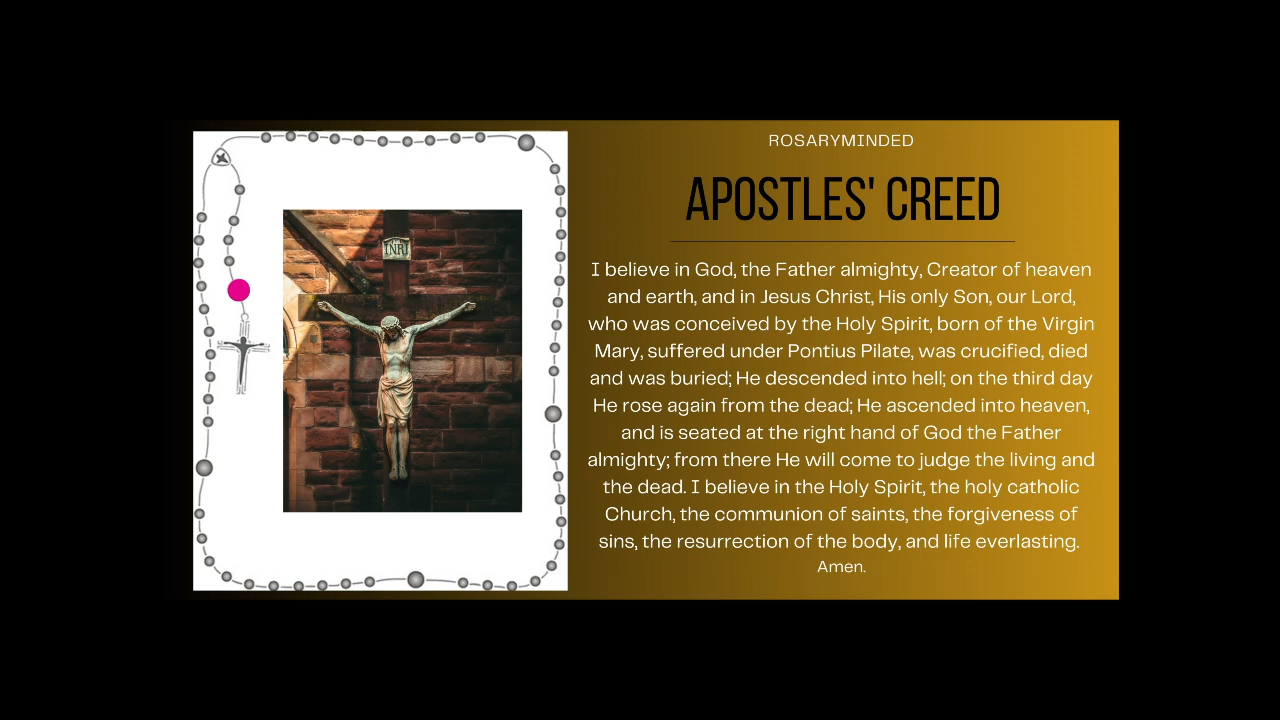 ROSARYMINDED
APOSTLES' CREED
INRI
I believe in God, the Father almighty, Creator of heaven
and earth, and in Jesus Christ, His only Son, our Lord,
who was conceived by the Holy Spirit, born of the Virgin
Mary, suffered under Pontius Pilate, was crucified, died
and was buried; He descended into hell; on the third day
He rose again from the dead; He ascended into heaven,
and is seated at the right hand of God the Father
almighty; from there He will come to judge the living and
the dead. I believe in the Holy Spirit, the holy catholic
Church, the communion of saints, the forgiveness of
sins, the resurrection of the body, and life everlasting.
Amen.